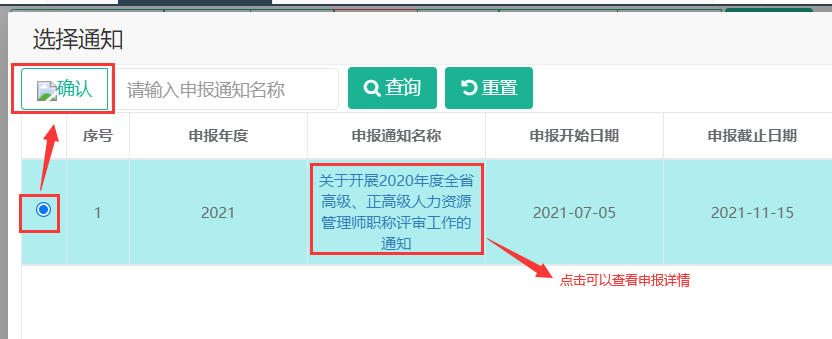 选择通知
确认 请输入申报通知名称 查询 重置
序号 申报年度 申报通知名称 申报开始日期 申报截止日期
关于开展2020年度全省
高级、正高级人力资源
1 2021 管理师职称评审工作的 2021-07-05 2021-11-15
通知
点击可以查看申报详情